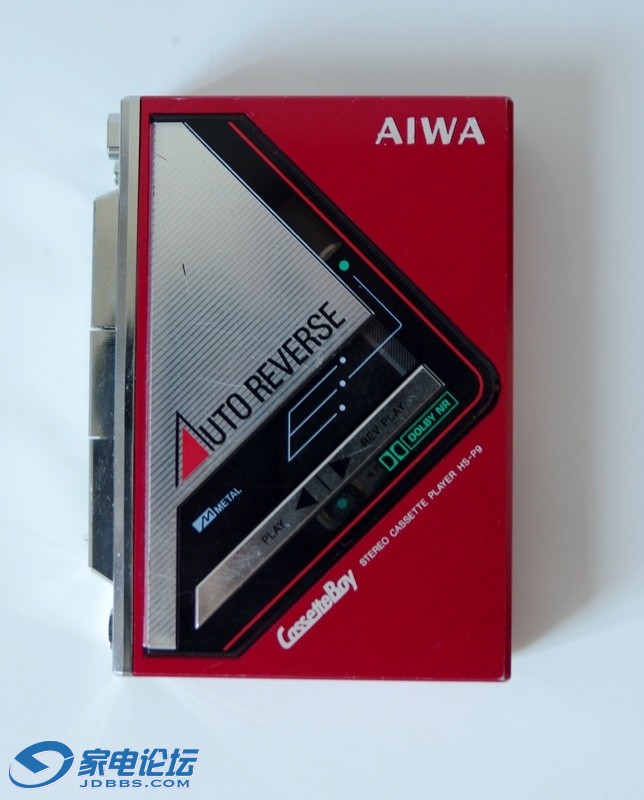 AIWA
AUTO REVERSE
METAL
PLAY
REV PLAY
DOLBY NR
CassetteBoy
STEREO CASSETTE PLAYER HS-P9
家电论坛
JDBBS.COM